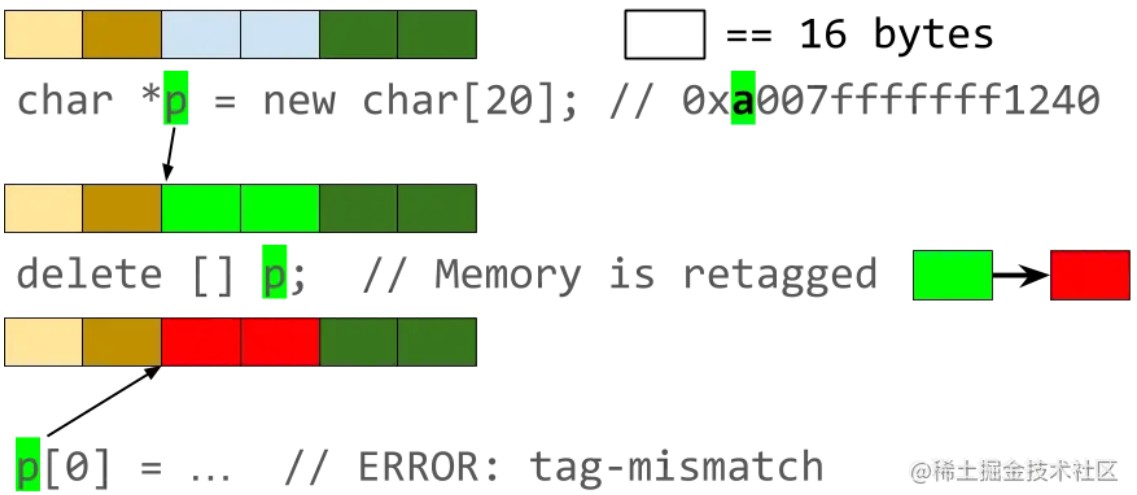 == 16 bytes
char *p = new char[20]; // 0xa007fffffff1240
delete [] p; // Memory is retagged
p[0] = … // ERROR: tag-mismatch
@稀土掘金技术社区